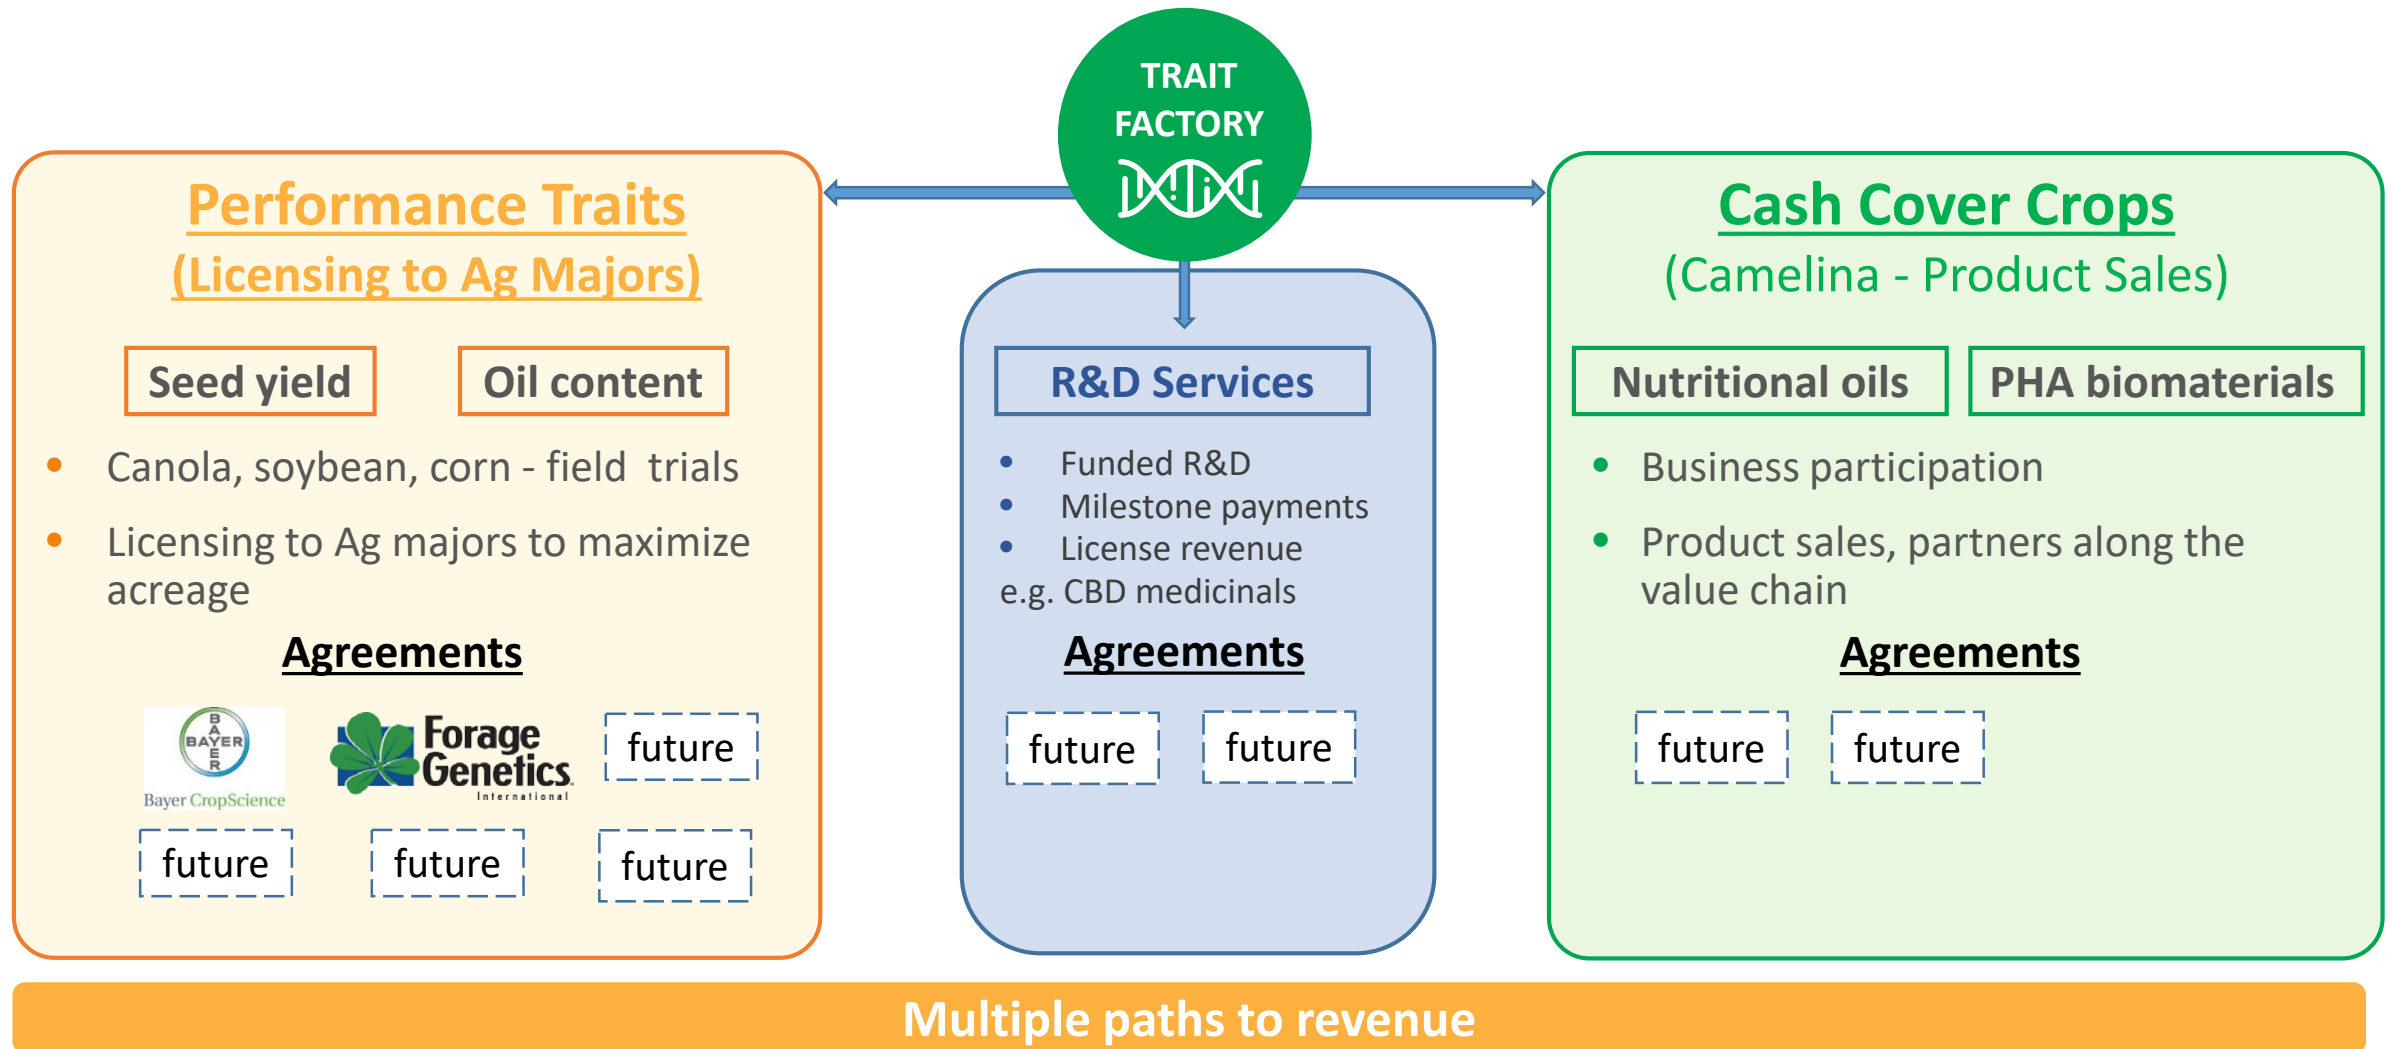 TRAIT
FACTORY
Performance Traits
(Licensing to Ag Majors)
Seed yield
Oil content
• Canola, soybean, corn - field trials
• Licensing to Ag majors to maximize
acreage
Agreements
BAYER
BAYER
Bayer CropScience
Forage
Genetics
International
future
future
future
future
R&D Services
• Funded R&D
• Milestone payments
• License revenue
e.g. CBD medicinals
Agreements
future
future
Cash Cover Crops
(Camelina - Product Sales)
Nutritional oils
PHA biomaterials
• Business participation
• Product sales, partners along the
value chain
Agreements
future
future
Multiple paths to revenue